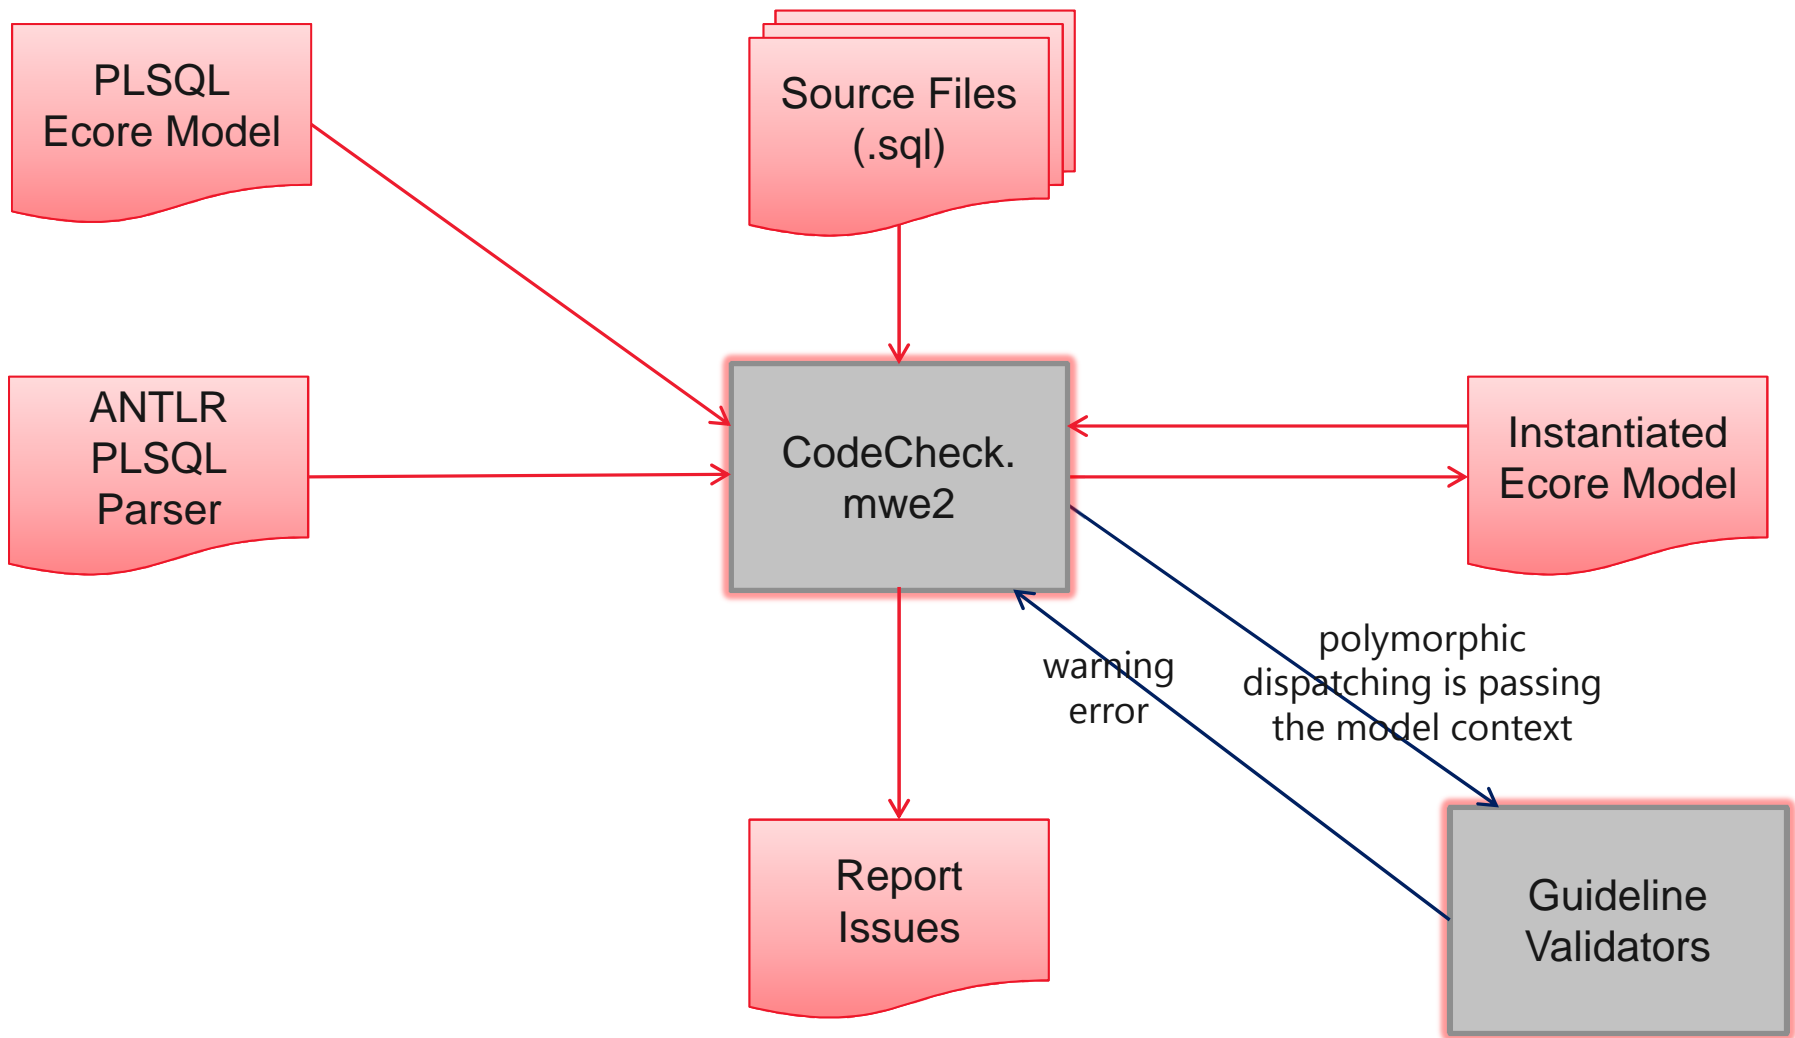 PLSQL
Ecore Model
Source Files
(.sql)
ANTLR
PLSQL
Parser
CodeCheck.
mwe2
Instantiated
Ecore Model
warning
error
polymorphic
dispatching is passing
the model context
Report
Issues
Guideline
Validators